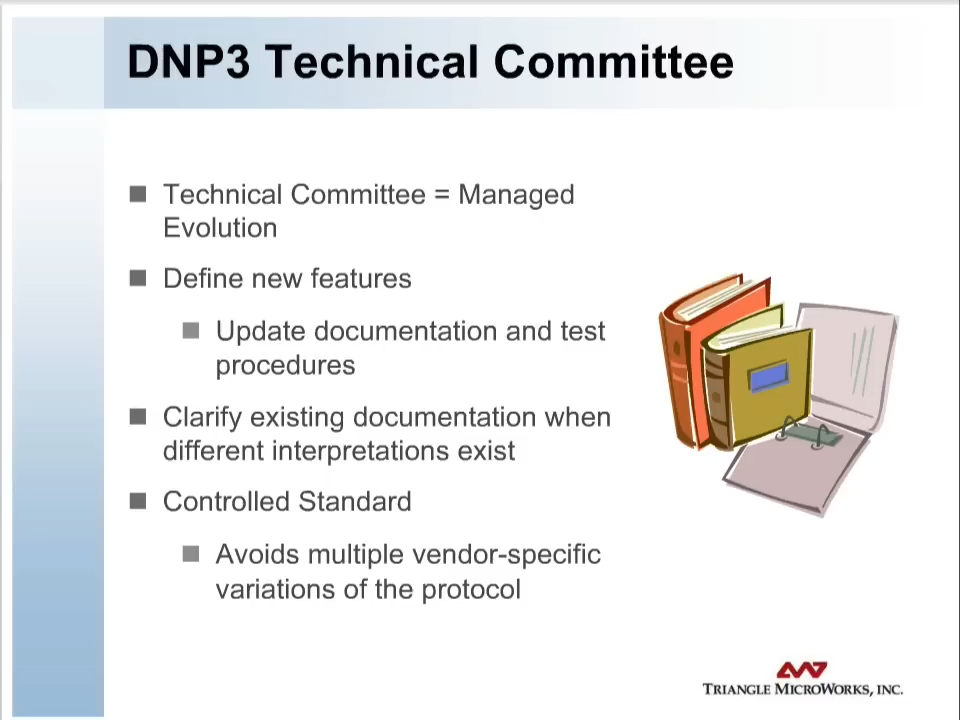 DNP3 Technical Committee
Technical Committee = Managed
Evolution
Define new features
Update documentation and test
procedures
Clarify existing documentation when
different interpretations exist
Controlled Standard
Avoids multiple vendor-specific
variations of the protocol
TRIANGLE MICROWORKS, INC.